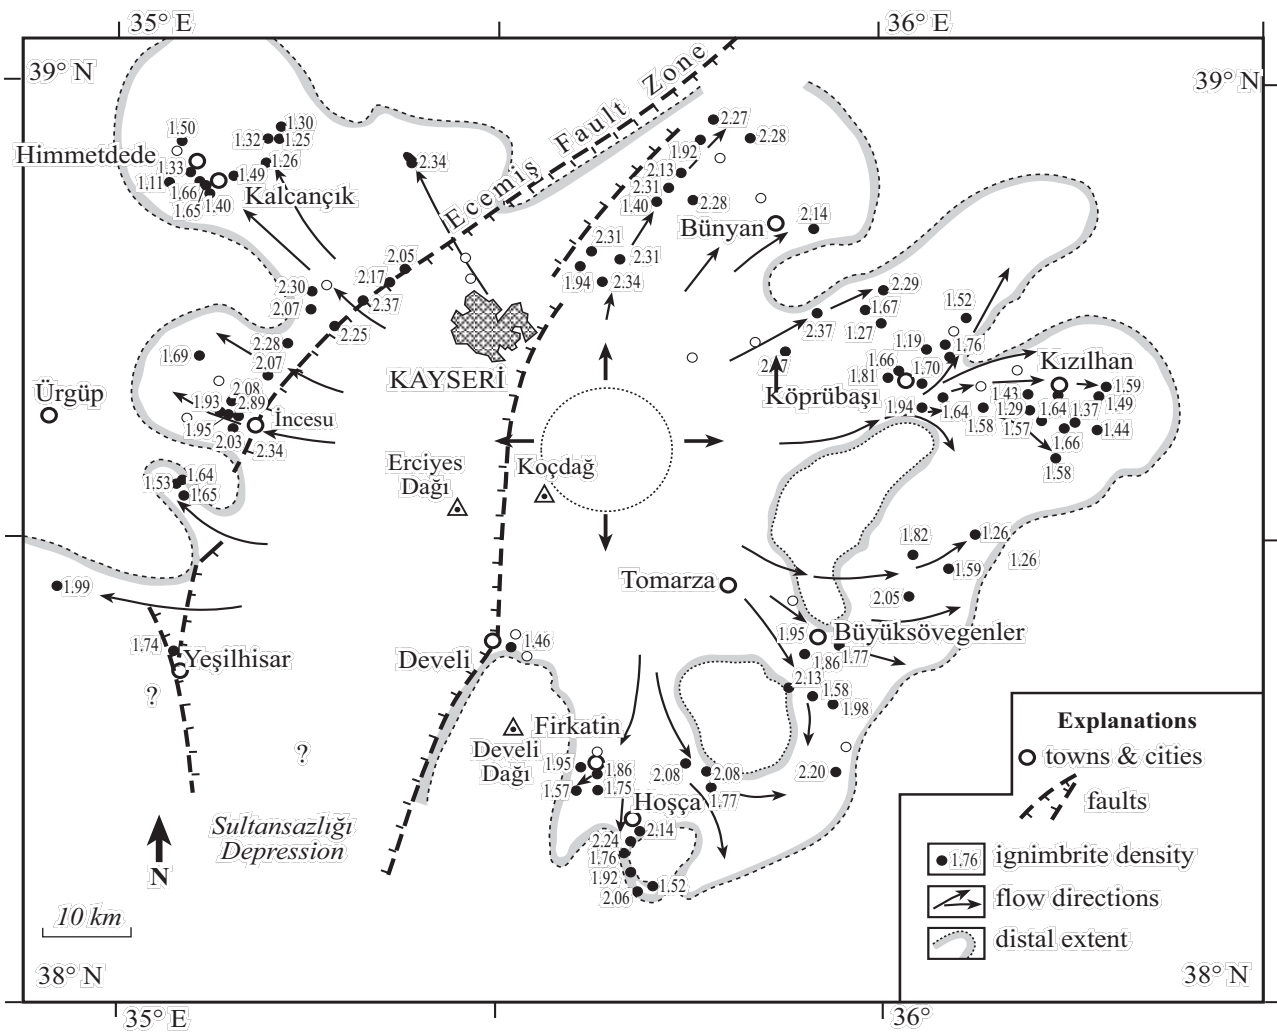 35° E
36° E
39° N
39° N
Ecemiş Fault Zone
1.50
1.30
1.32
1.25
Himmetdede
1.33
1.26
1.11
1.49
1.66
1.65
1.40
Kalcançık
2.34
2.27
2.28
1.92
2.13
2.31
1.40
2.28
Bünyan
2.14
2.31
2.31
1.94
2.34
2.05
2.17
2.30
2.07
2.37
2.25
2.28
1.69
2.07
2.08
1.93
2.89
1.95
2.03
2.34
İncesu
Ürgüp
KAYSERİ
2.29
1.67
2.37
1.27
1.52
1.19
1.76
1.66
1.70
1.81
Köprübaşı
1.94
1.64
Kızılhan
1.59
1.43
1.49
1.29
1.64
1.37
1.58
1.57
1.44
1.66
1.58
Erciyes
Dağı
Koçdağ
1.64
1.53
1.65
1.99
1.82
1.26
1.26
1.59
2.05
Tomarza
1.95
Büyüksövegenler
1.86
1.77
2.13
1.58
1.98
2.20
1.74
Yeşilhisar
?
?
Develi
1.46
Firkatin
Develi
Dağı
1.95
1.86
1.57
1.75
2.08
2.08
1.77
Hoşça
2.14
2.24
1.76
1.92
1.52
2.06
Sultansazlığı
Depression
N
10 km
Explanations
towns & cities
faults
1.76
ignimbrite density
flow directions
distal extent
38° N
38° N
35° E
36°